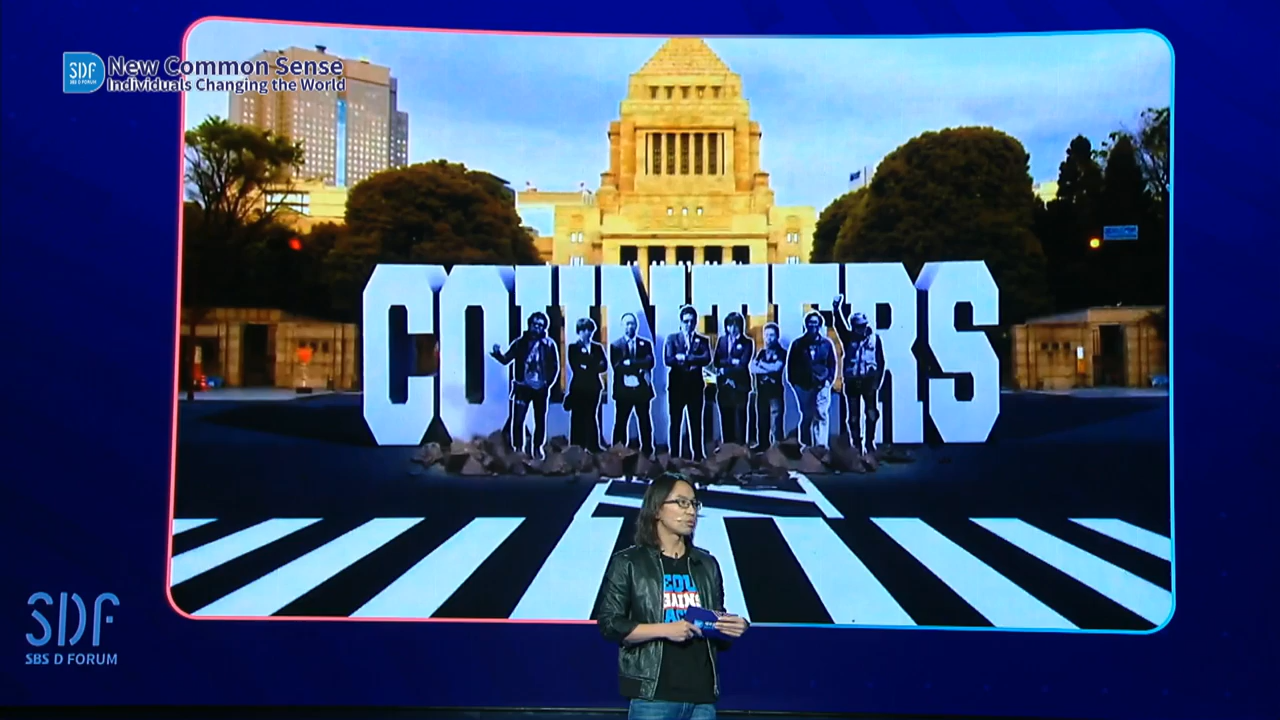 SDF
SBS D FORUM
New Common Sense
Individuals Changing the World
COUNTERS
SDF
SBS D FORUM